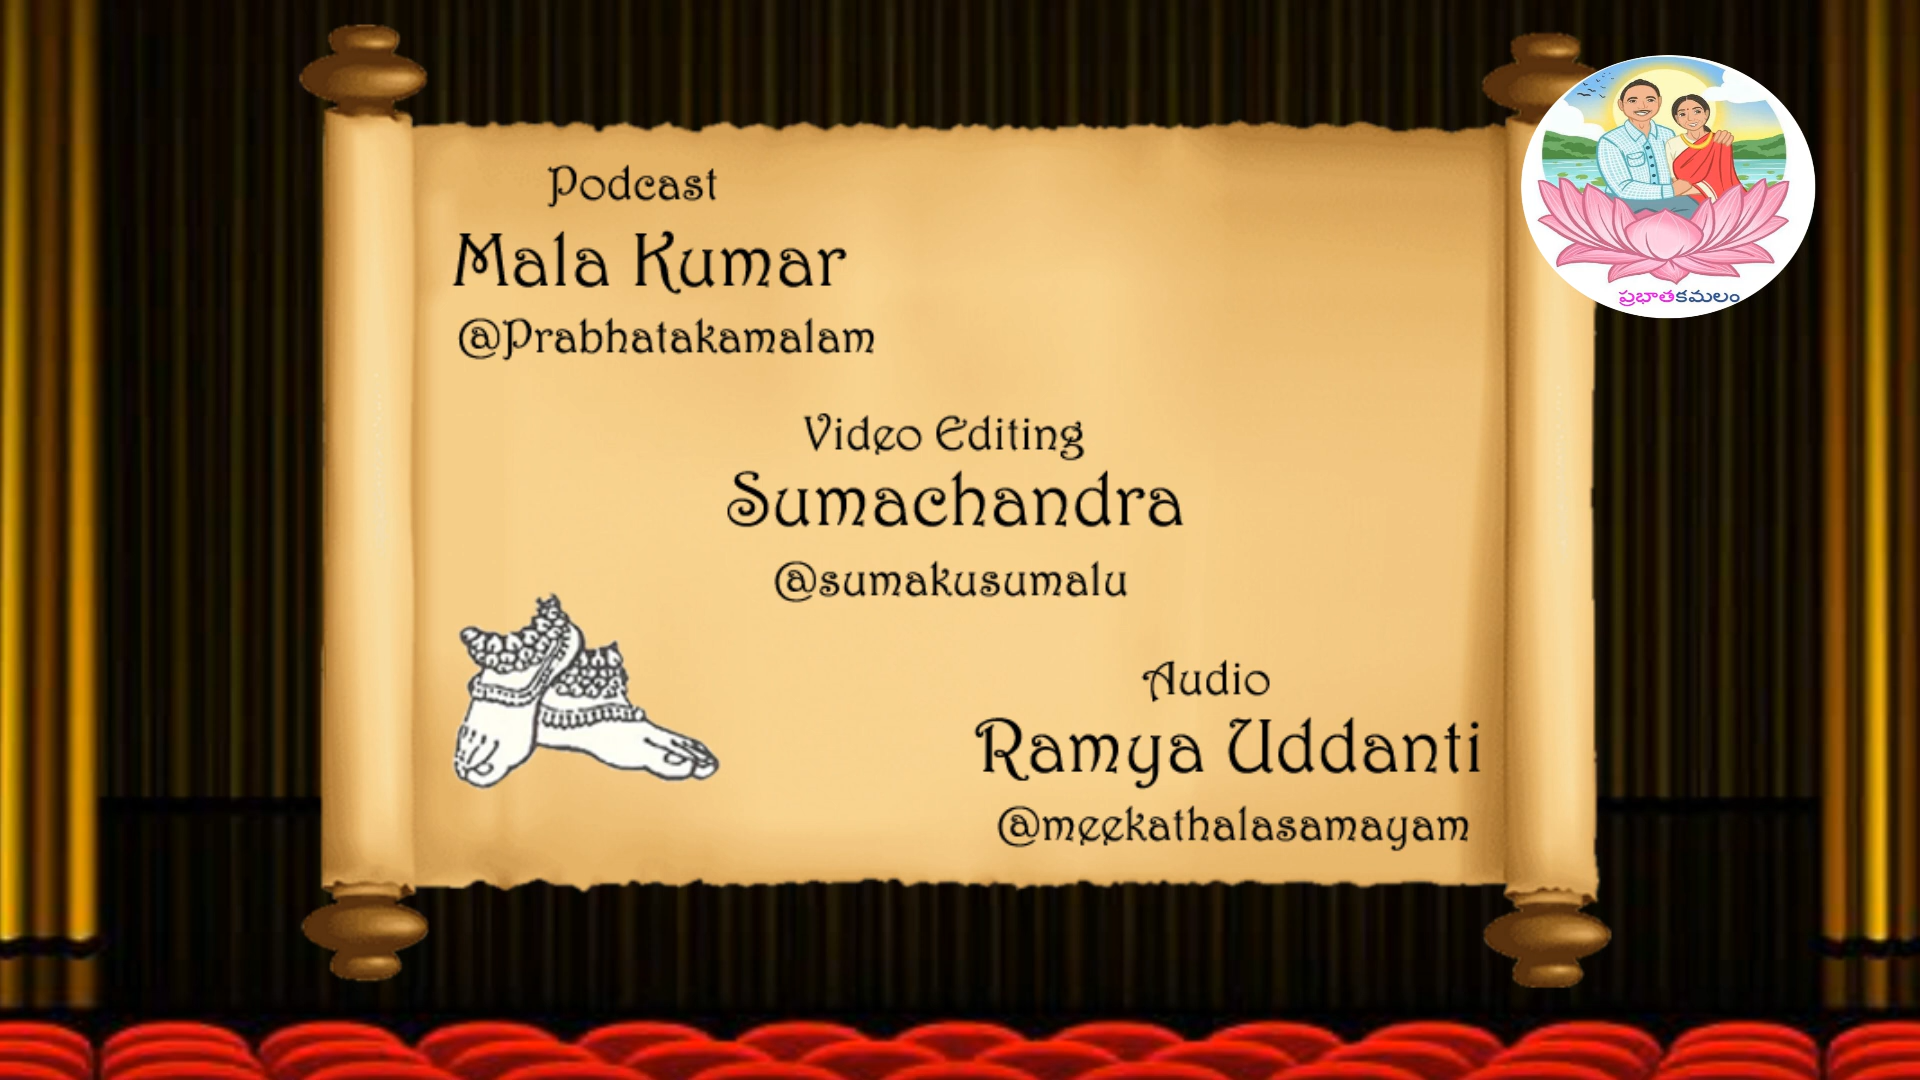 Podcast
Mala Kumar
@Prabhatakamalam
Video Editing
Sumachandra
@sumakusumalu
Audio
Ramya Uddanti
@meekathalasamayam
ప్రభాతకమలం